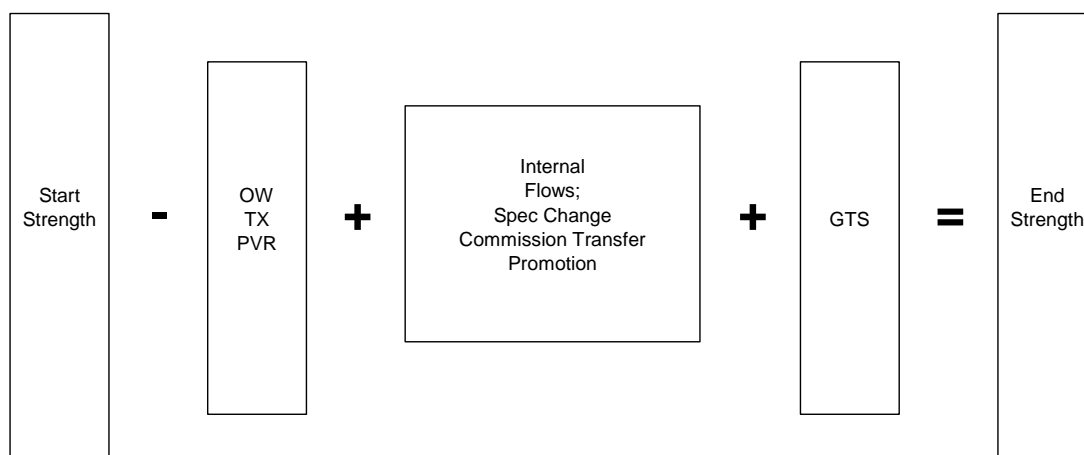 Start
Strength
-
OW
TX
PVR
+
Internal
Flows;
Spec Change
Commission Transfer
Promotion
+
GTS
=
End
Strength